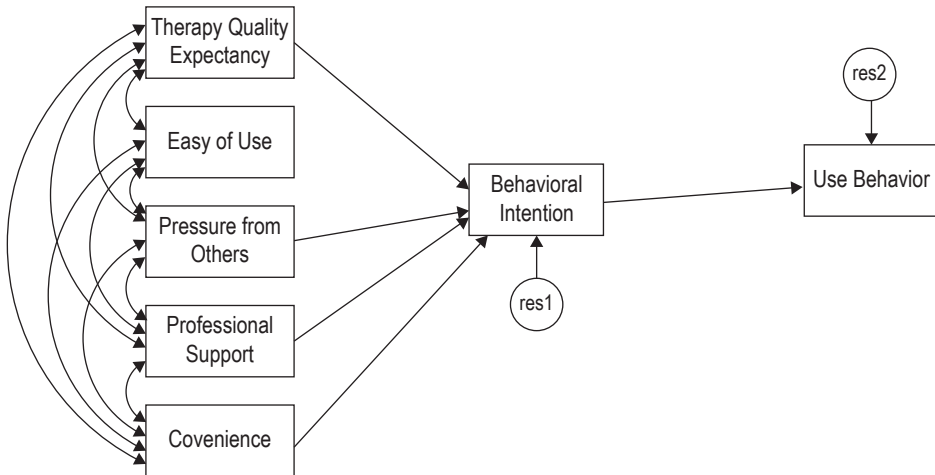 Therapy Quality
Expectancy
Easy of Use
Pressure from
Others
Professional
Support
Covenience
Behavioral
Intention
res1
res2
Use Behavior